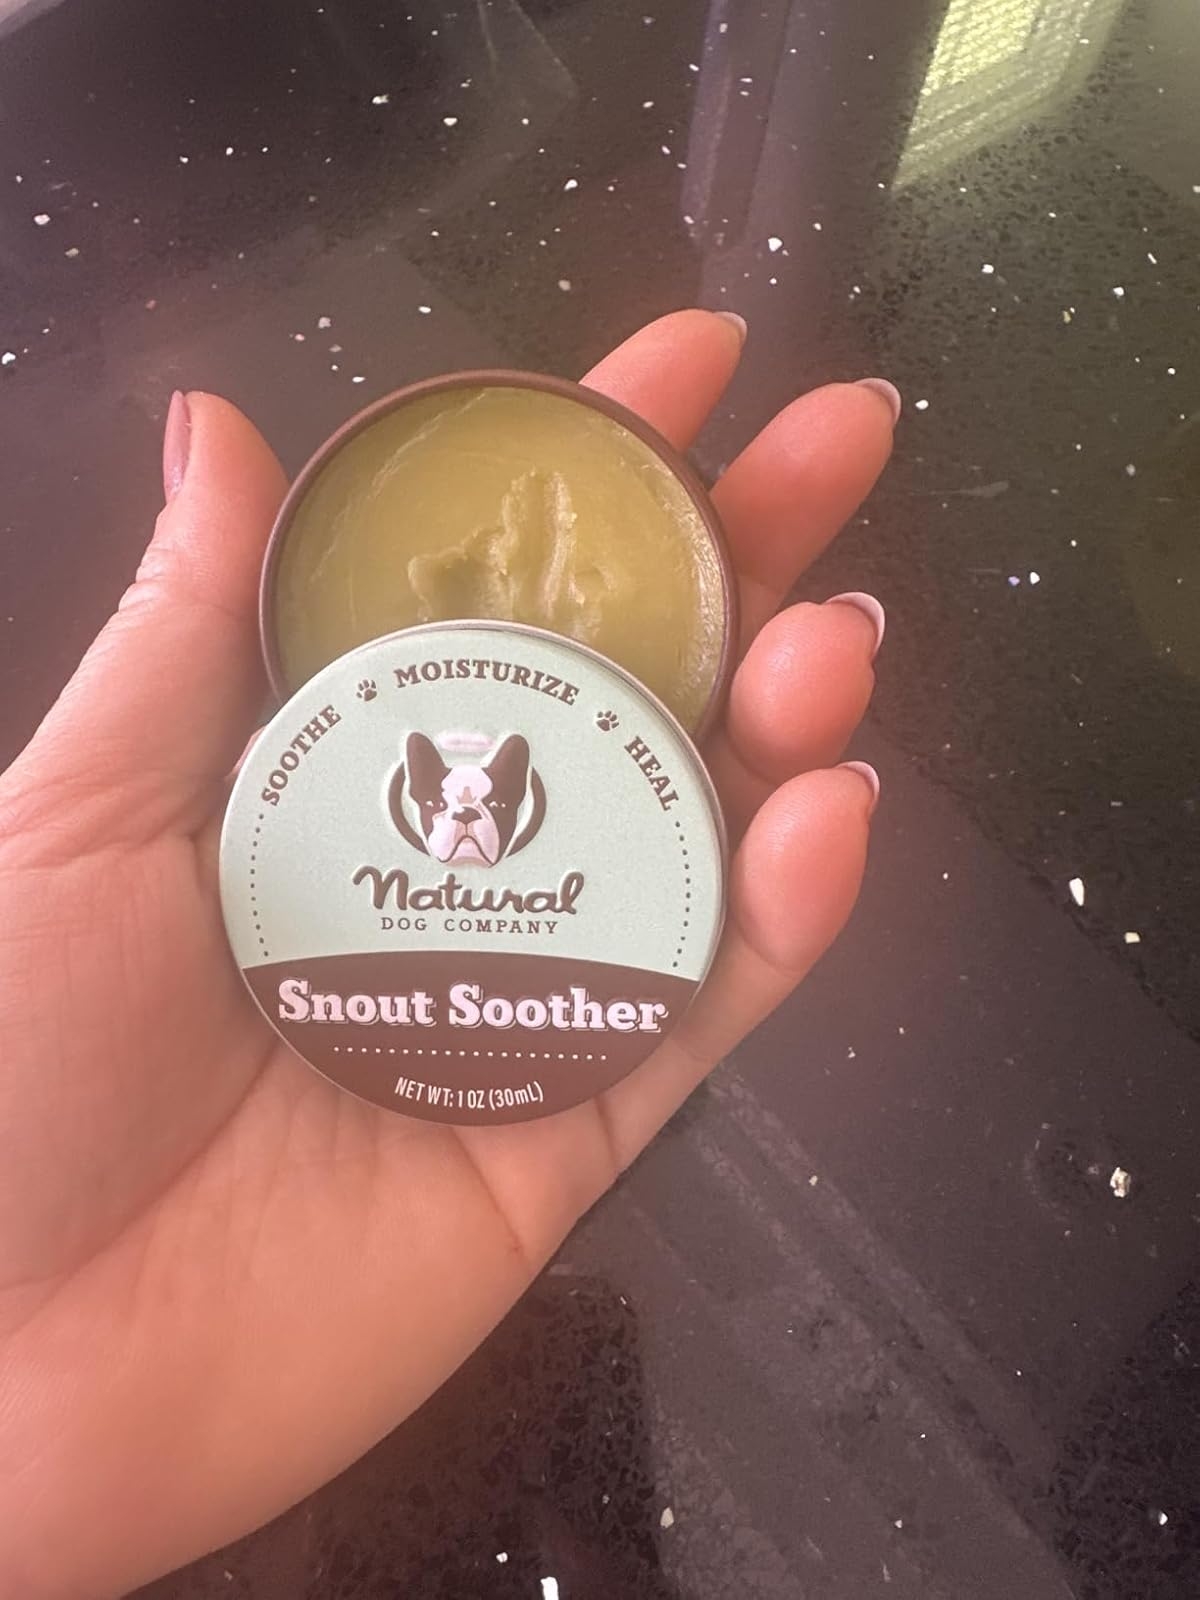 SOOTHE MOISTURIZE HEAL
Natural
DOG COMPANY
Snout Soother
NET WT: 1 OZ (30mL)